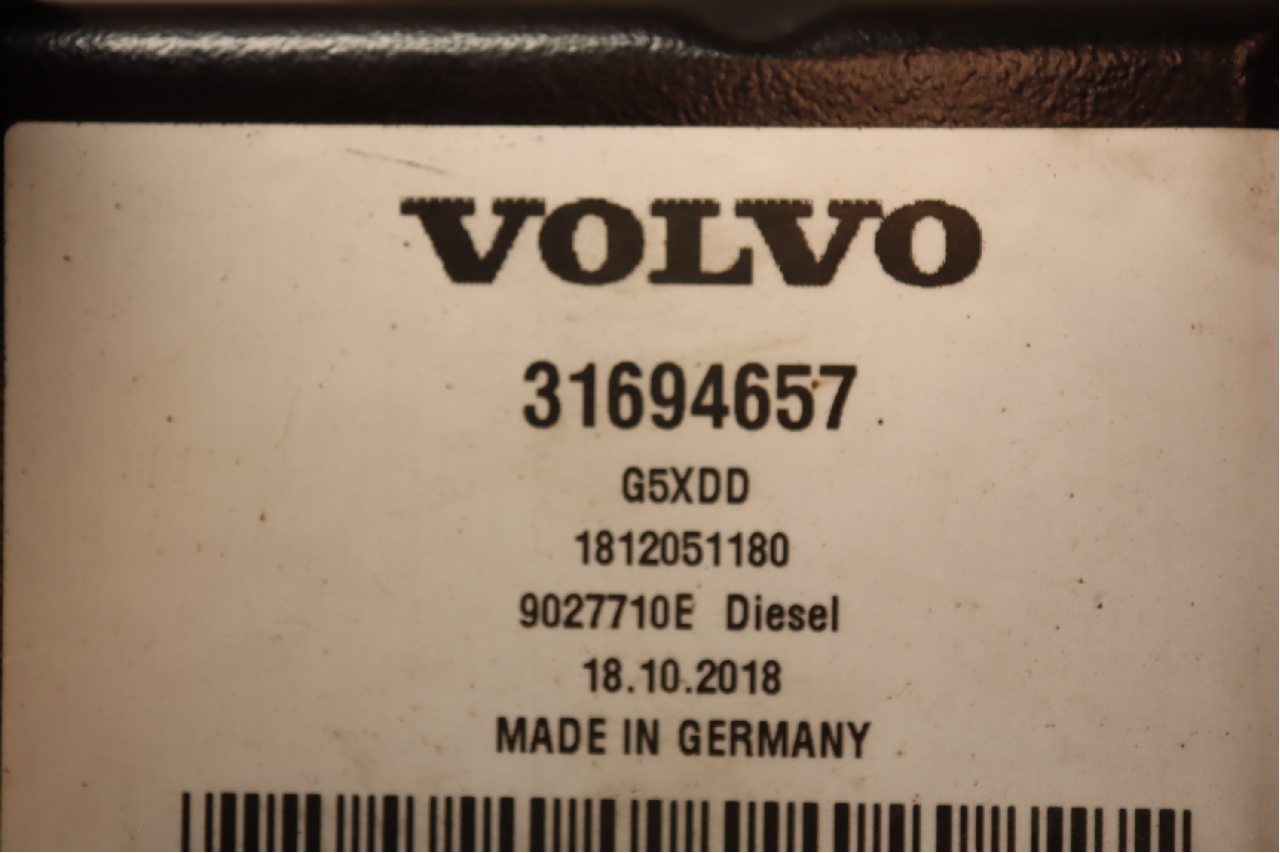 VOLVO
31694657
G5XDD
1812051180
9027710E Diesel
18.10.2018
MADE IN GERMANY